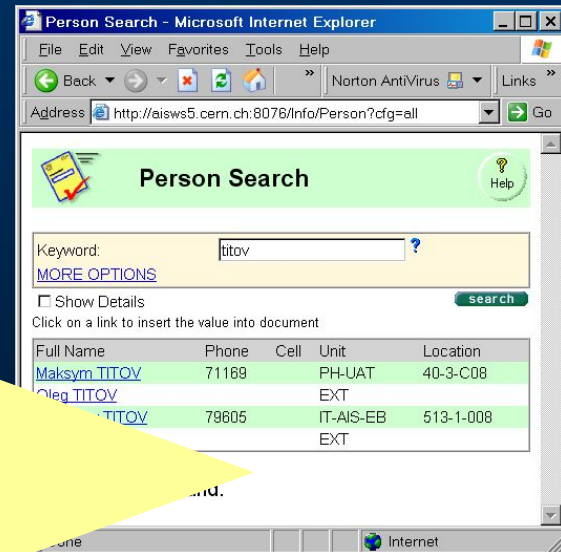 Person Search - Microsoft Internet Explorer
File Edit View Favorites Tools Help
Back » Norton AntiVirus Links »
Address http://aisws5.cern.ch:8076/Info/Person?cfg=all Go
Person Search
Help
Keyword: titov ?
MORE OPTIONS
Show Details search
Click on a link to insert the value into document
Full Name Phone Cell Unit Location
Maksym TITOV 71169 PH-UAT 40-3-C08
Oleg TITOV EXT
TITOV 79605 IT-AIS-EB 513-1-008
EXT
Internet